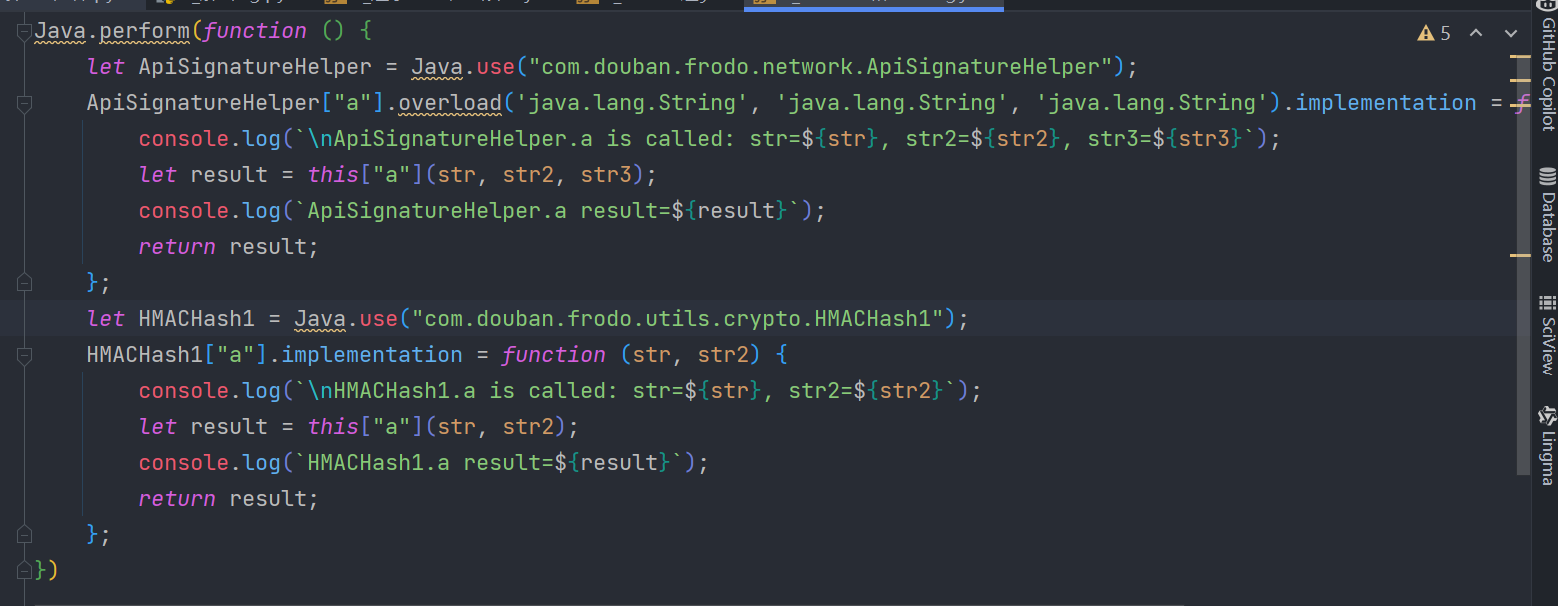 Java.perform(function () {
5
let ApiSignatureHelper = Java.use("com.douban.frodo.network.ApiSignatureHelper");
ApiSignatureHelper["a"].overload('java.lang.String', 'java.lang.String', 'java.lang.String').implementation = f
console.log(`\nApiSignatureHelper.a is called: str=${str}, str2=${str2}, str3=${str3}`);
let result = this["a"](str, str2, str3);
console.log(`ApiSignatureHelper.a result=${result}`);
return result;
};
let HMACHash1 = Java.use("com.douban.frodo.utils.crypto.HMACHash1");
HMACHash1["a"].implementation = function (str, str2) {
console.log(`\nHMACHash1.a is called: str=${str}, str2=${str2}`);
let result = this["a"](str, str2);
console.log(`HMACHash1.a result=${result}`);
return result;
};
})
GitHub Copilot
Database
SciView
Lingma